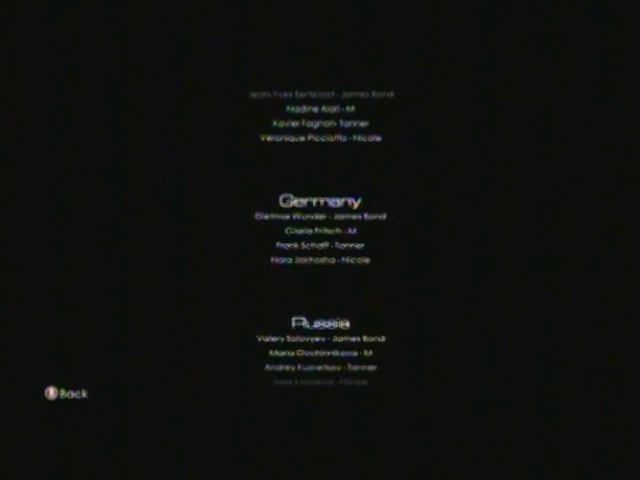 Jean-Yves Berteloot - James Bond
Nadine Alari - M
Xavier Fagnon - Tanner
Véronique Picciotto - Nicole
Germany
Dietmar Wunder - James Bond
Gisela Fritsch - M
Frank Schaff - Tanner
Nora Jokhosha - Nicole
Russia
Valery Solovyev - James Bond
Maria Ovchinnikova - M
Andrey Kuznetsov - Tanner
- Nicole
Back